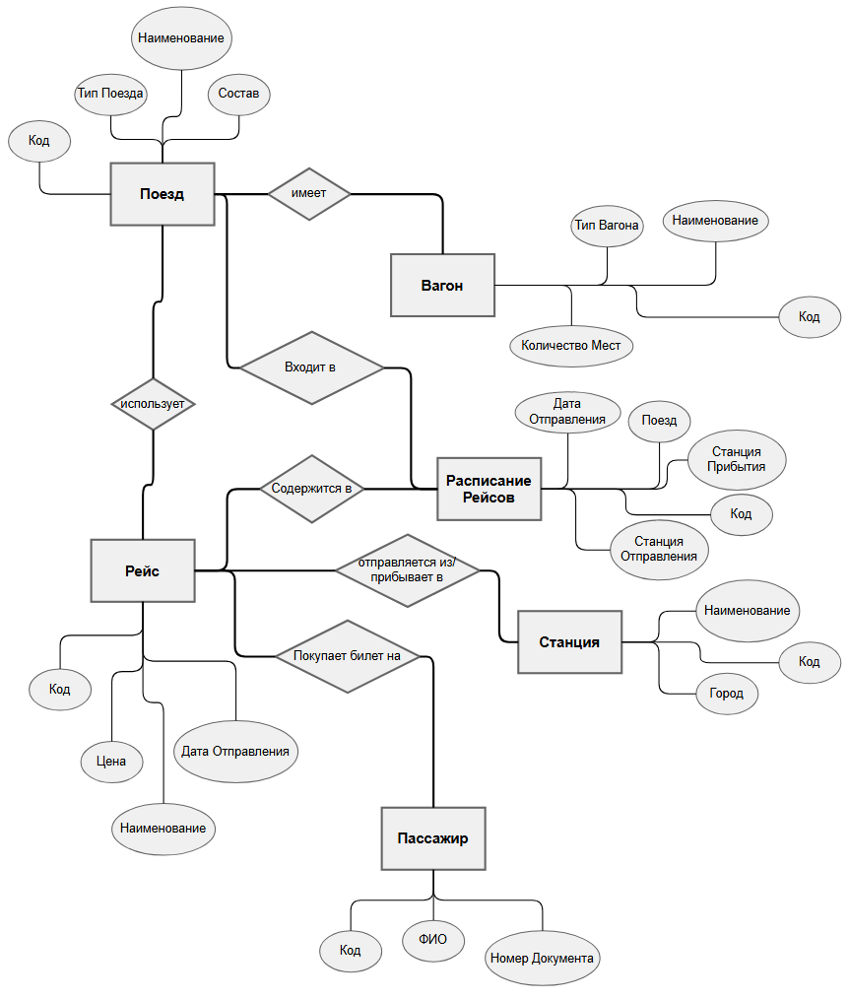 Наименование
Тип Поезда
Состав
Код
Поезд
имеет
Тип Вагона
Наименование
Вагон
Код
Количество Мест
Входит в
использует
Дата
Отправления
Поезд
Станция
Прибытия
Содержится в
Расписание
Рейсов
Код
Станция
Отправления
Рейс
отправляется из/
прибывает в
Наименование
Станция
Покупает билет на
Код
Город
Код
Цена
Дата Отправления
Наименование
Пассажир
Код
ФИО
Номер Документа